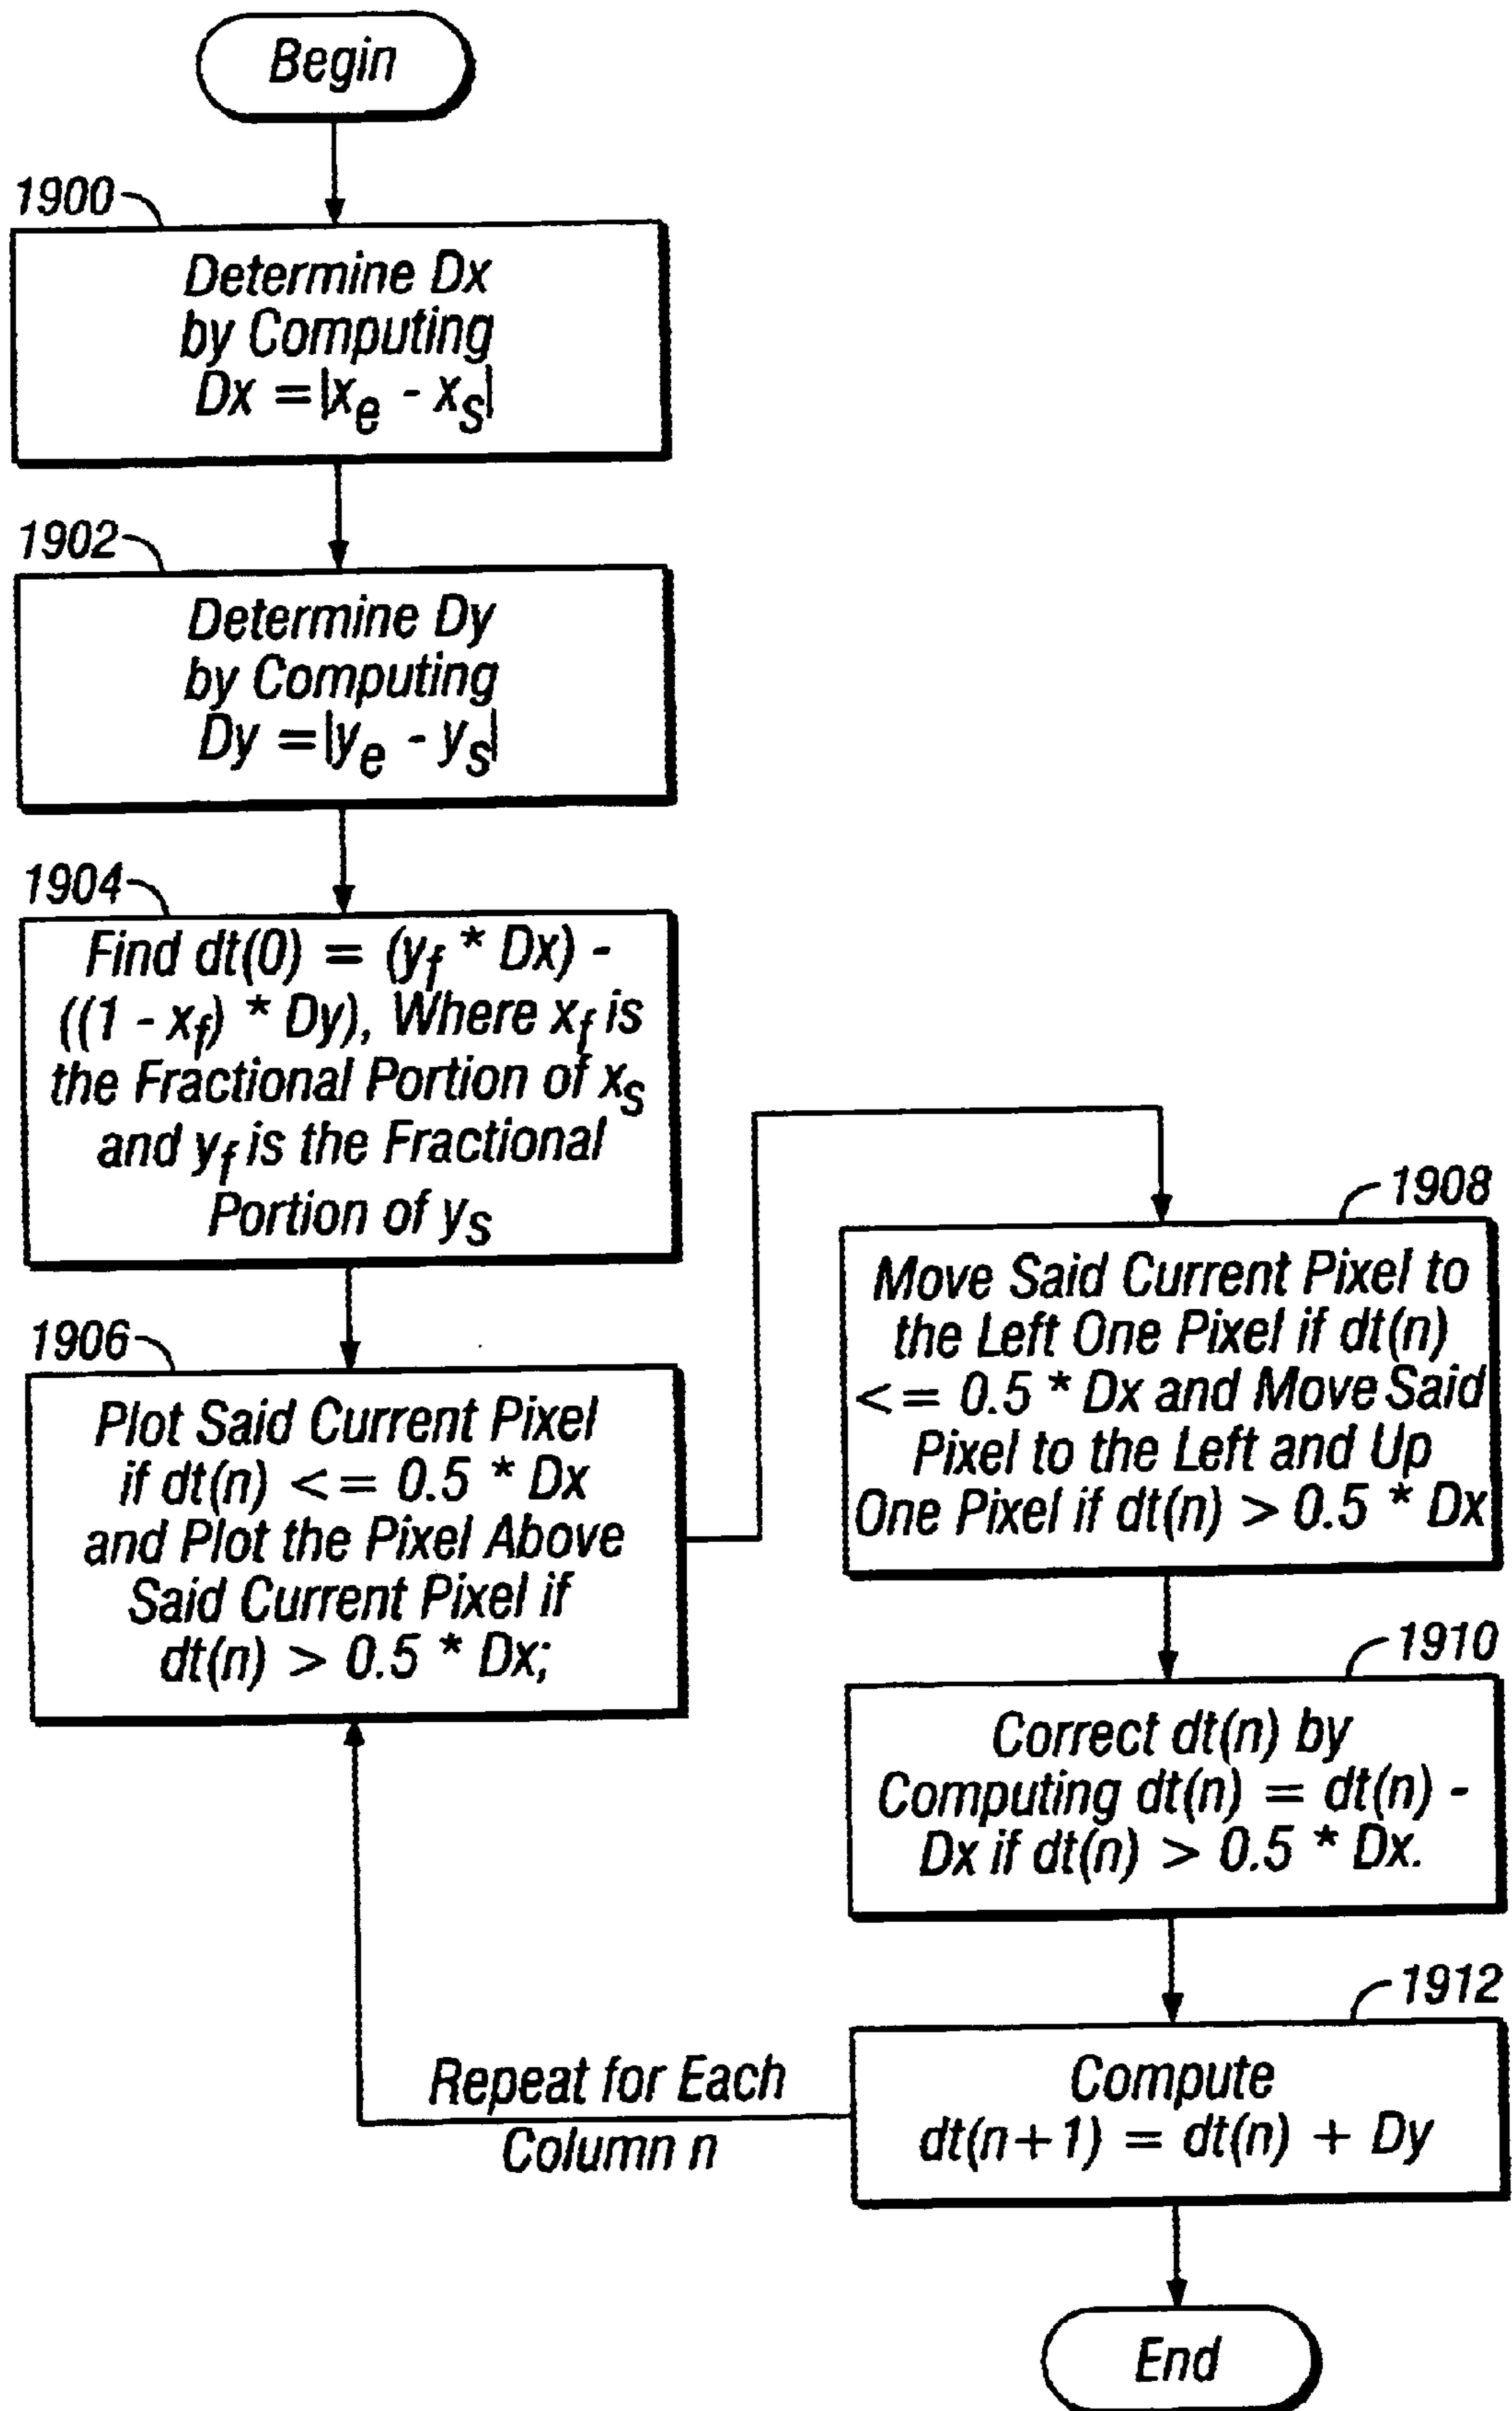 Begin
1900
Determine Dx
by Computing
Dx = |xₑ - xₛ|
1902
Determine Dy
by Computing
Dy = |yₑ - yₛ|
1904
Find dt(0) = (y_f * Dx) -
((1 - x_f) * Dy), Where x_f is
the Fractional Portion of xₛ
and y_f is the Fractional
Portion of yₛ
1906
Plot Said Current Pixel
if dt(n) < = 0.5 * Dx
and Plot the Pixel Above
Said Current Pixel if
dt(n) > 0.5 * Dx;
1908
Move Said Current Pixel to
the Left One Pixel if dt(n)
< = 0.5 * Dx and Move Said
Pixel to the Left and Up
One Pixel if dt(n) > 0.5 * Dx
1910
Correct dt(n) by
Computing dt(n) = dt(n) -
Dx if dt(n) > 0.5 * Dx.
1912
Compute
dt(n+1) = dt(n) + Dy
Repeat for Each
Column n
End